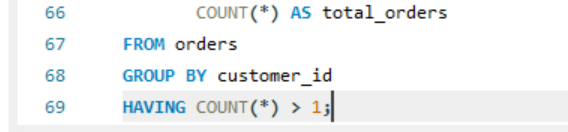 66 COUNT(*) AS total_orders
67 FROM orders
68 GROUP BY customer_id
69 HAVING COUNT(*) > 1;